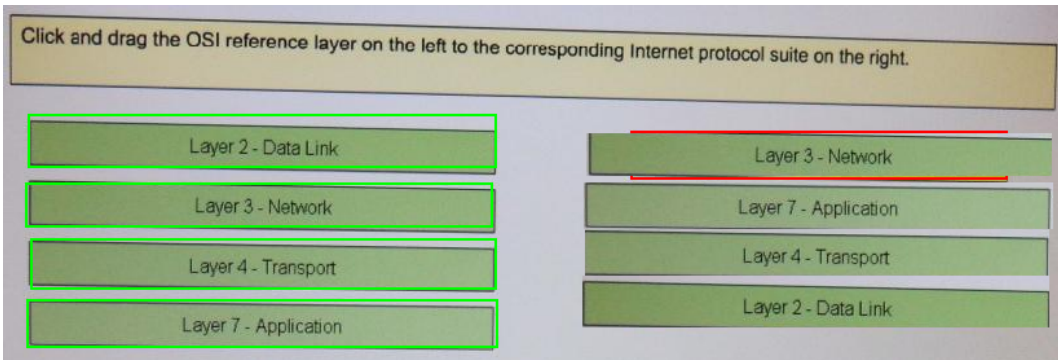 Click and drag the OSI reference layer on the left to the corresponding Internet protocol suite on the right.
Layer 2 - Data Link
Layer 3 - Network
Layer 4 - Transport
Layer 7 - Application
Layer 3 - Network
Layer 7 - Application
Layer 4 - Transport
Layer 2 - Data Link